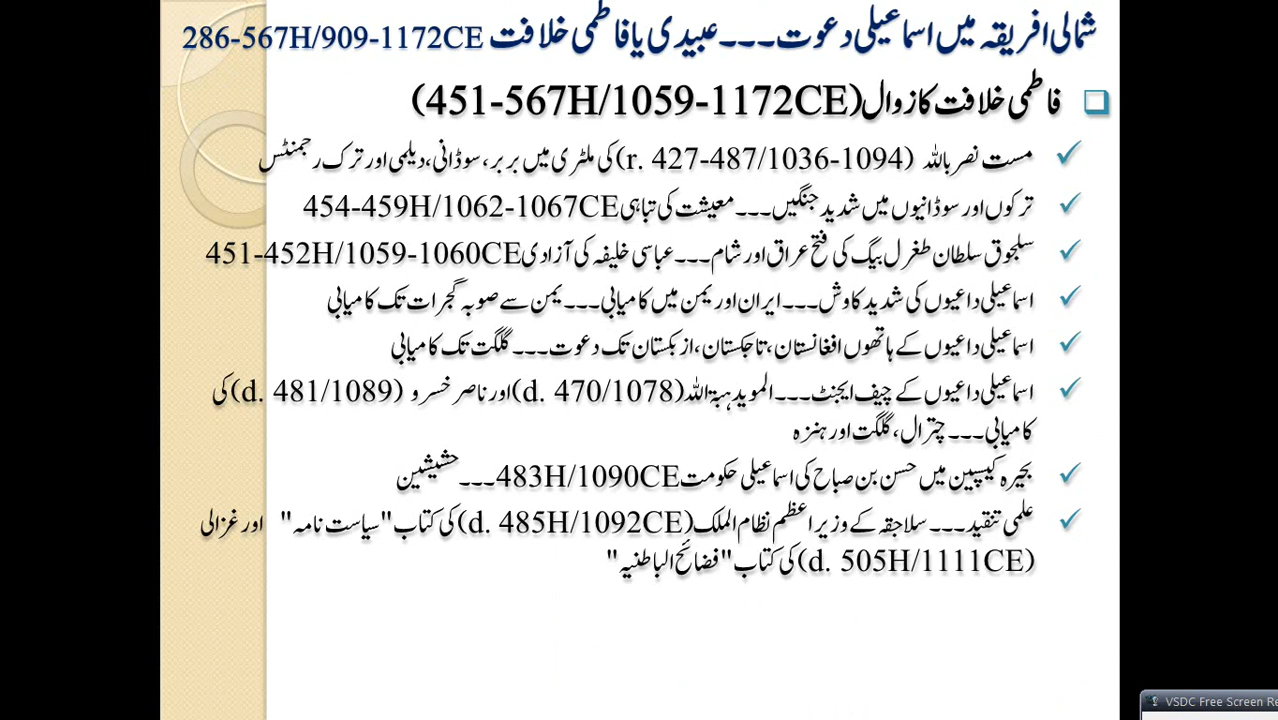 شمالی افریقہ میں اسماعیلی دعوت۔۔۔عبیدی یا فاطمی خلافت 286-567H/909-1172CE
فاطمی خلافت کا زوال (451-567H/1059-1172CE)
مست نصر باللہ (r. 427-487/1036-1094) کی ملٹری میں بربر، سوڈانی، دیلمی اور ترک رجمنٹس
ترکوں اور سوڈانیوں میں شدید جنگیں۔۔۔معیشت کی تباہی 454-459H/1062-1067CE
سلجوق سلطان طغرل بیگ کی فتح عراق اور شام۔۔۔عباسی خلیفہ کی آزادی 451-452H/1059-1060CE
اسماعیلی داعیوں کی شدید کاوش۔۔۔ایران اور یمن میں کامیابی۔۔۔یمن سے صوبہ گجرات تک کامیابی
اسماعیلی داعیوں کے ہاتھوں افغانستان، تاجکستان، ازبکستان تک دعوت۔۔۔گلگت تک کامیابی
اسماعیلی داعیوں کے چیف ایجنٹ۔۔۔الموید ہبۃ اللہ (d. 470/1078) اور ناصر خسرو (d. 481/1089) کی
کامیابی۔۔۔چترال، گلگت اور ہنزہ
بحیرہ کیسپین میں حسن بن صباح کی اسماعیلی حکومت 483H/1090CE۔۔۔حشیشین
علمی تنقید۔۔۔سلاجقہ کے وزیر اعظم نظام الملک (d. 485H/1092CE) کی کتاب "سیاست نامہ" اور غزالی
(d. 505H/1111CE) کی کتاب "فضائح الباطنیہ"
VSDC Free Screen Re